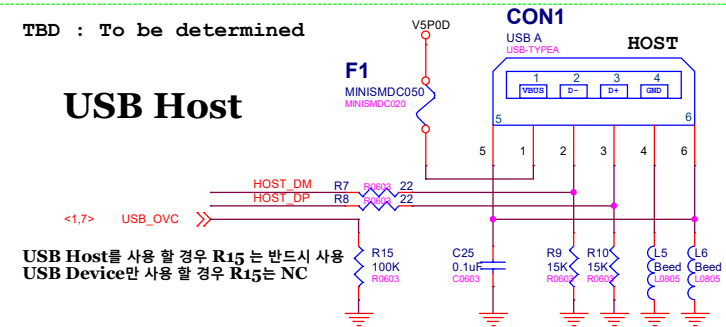 TBD : To be determined
V5P0D
CON1
USB A
USB-TYPEA
HOST
F1
MINISMDC050
MINISMDC020
1 2 3 4
VBUS D- D+ GND
5 6
USB Host
5 1 2 3 4 6
HOST_DM R7 R0603 22
HOST_DP R8 R0603 22
<1,7> USB_OVC
USB Host를 사용 할 경우 R15 는 반드시 사용
USB Device만 사용 할 경우 R15는 NC
R15
100K
R0603
C25
0.1uF
C0603
R9
15K
R0603
R10
15K
R0603
L5
Beed
L0805
L6
Beed
L0805